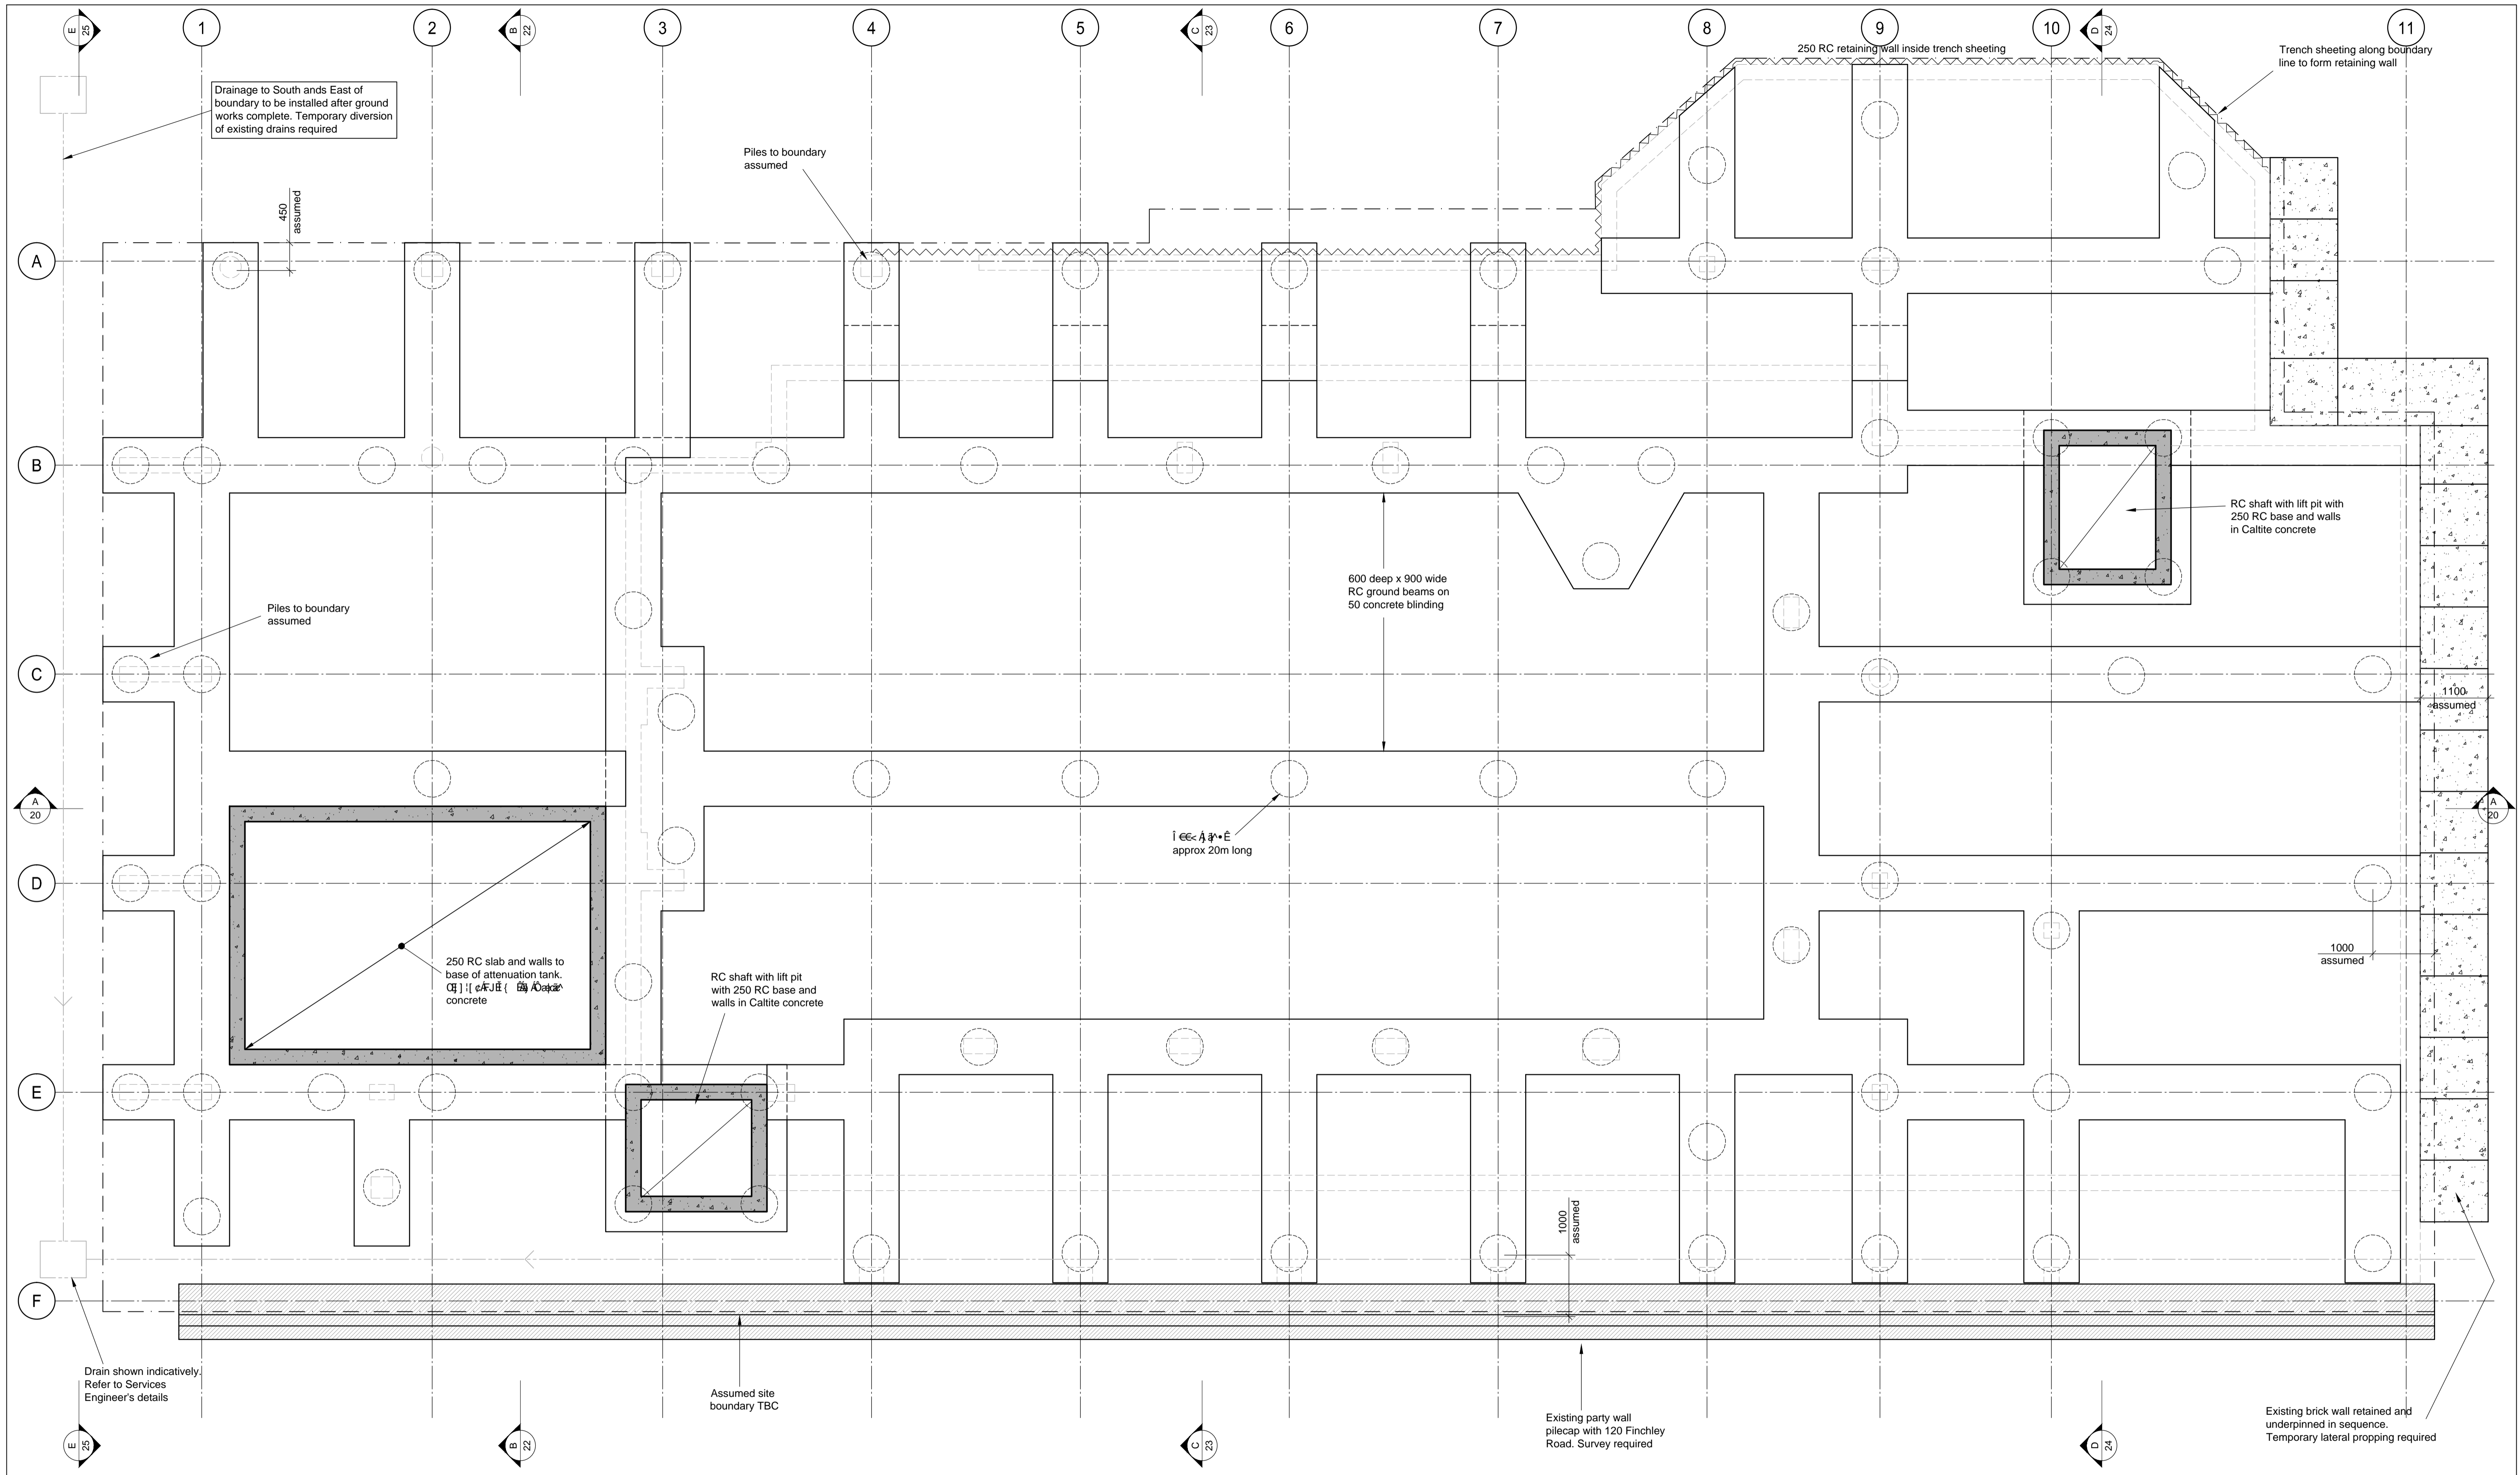 E
25
1
2
B
22
3
4
5
C
23
6
7
8
9
10
D
24
11
250 RC retaining wall inside trench sheeting
Trench sheeting along boundary
line to form retaining wall
Drainage to South ands East of
boundary to be installed after ground
works complete. Temporary diversion
of existing drains required
Piles to boundary
assumed
450
assumed
A
B
RC shaft with lift pit with
250 RC base and walls
in Caltite concrete
600 deep x 900 wide
RC ground beams on
50 concrete blinding
Piles to boundary
assumed
C
1100
assumed
A
20
A
20
approx 20m long
D
250 RC slab and walls to
base of attenuation tank.
concrete
RC shaft with lift pit
with 250 RC base and
walls in Caltite concrete
1000
assumed
E
1000
assumed
F
Drain shown indicatively.
Refer to Services
Engineer's details
Assumed site
boundary TBC
Existing party wall
pilecap with 120 Finchley
Road. Survey required
Existing brick wall retained and
underpinned in sequence.
Temporary lateral propping required
E
25
B
22
C
23
D
24